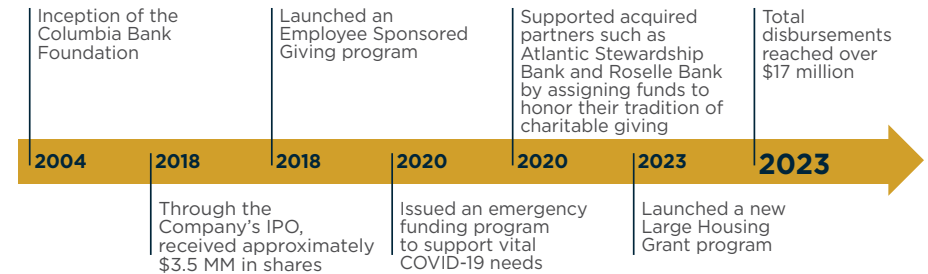 Inception of the
Columbia Bank
Foundation
Launched an
Employee Sponsored
Giving program
Supported acquired
partners such as
Atlantic Stewardship
Bank and Roselle Bank
by assigning funds to
honor their tradition of
charitable giving
Total
disbursements
reached over
$17 million
2004 2018 2018 2020 2020 2023 2023
Through the
Company's IPO,
received approximately
$3.5 MM in shares
Issued an emergency
funding program
to support vital
COVID-19 needs
Launched a new
Large Housing
Grant program